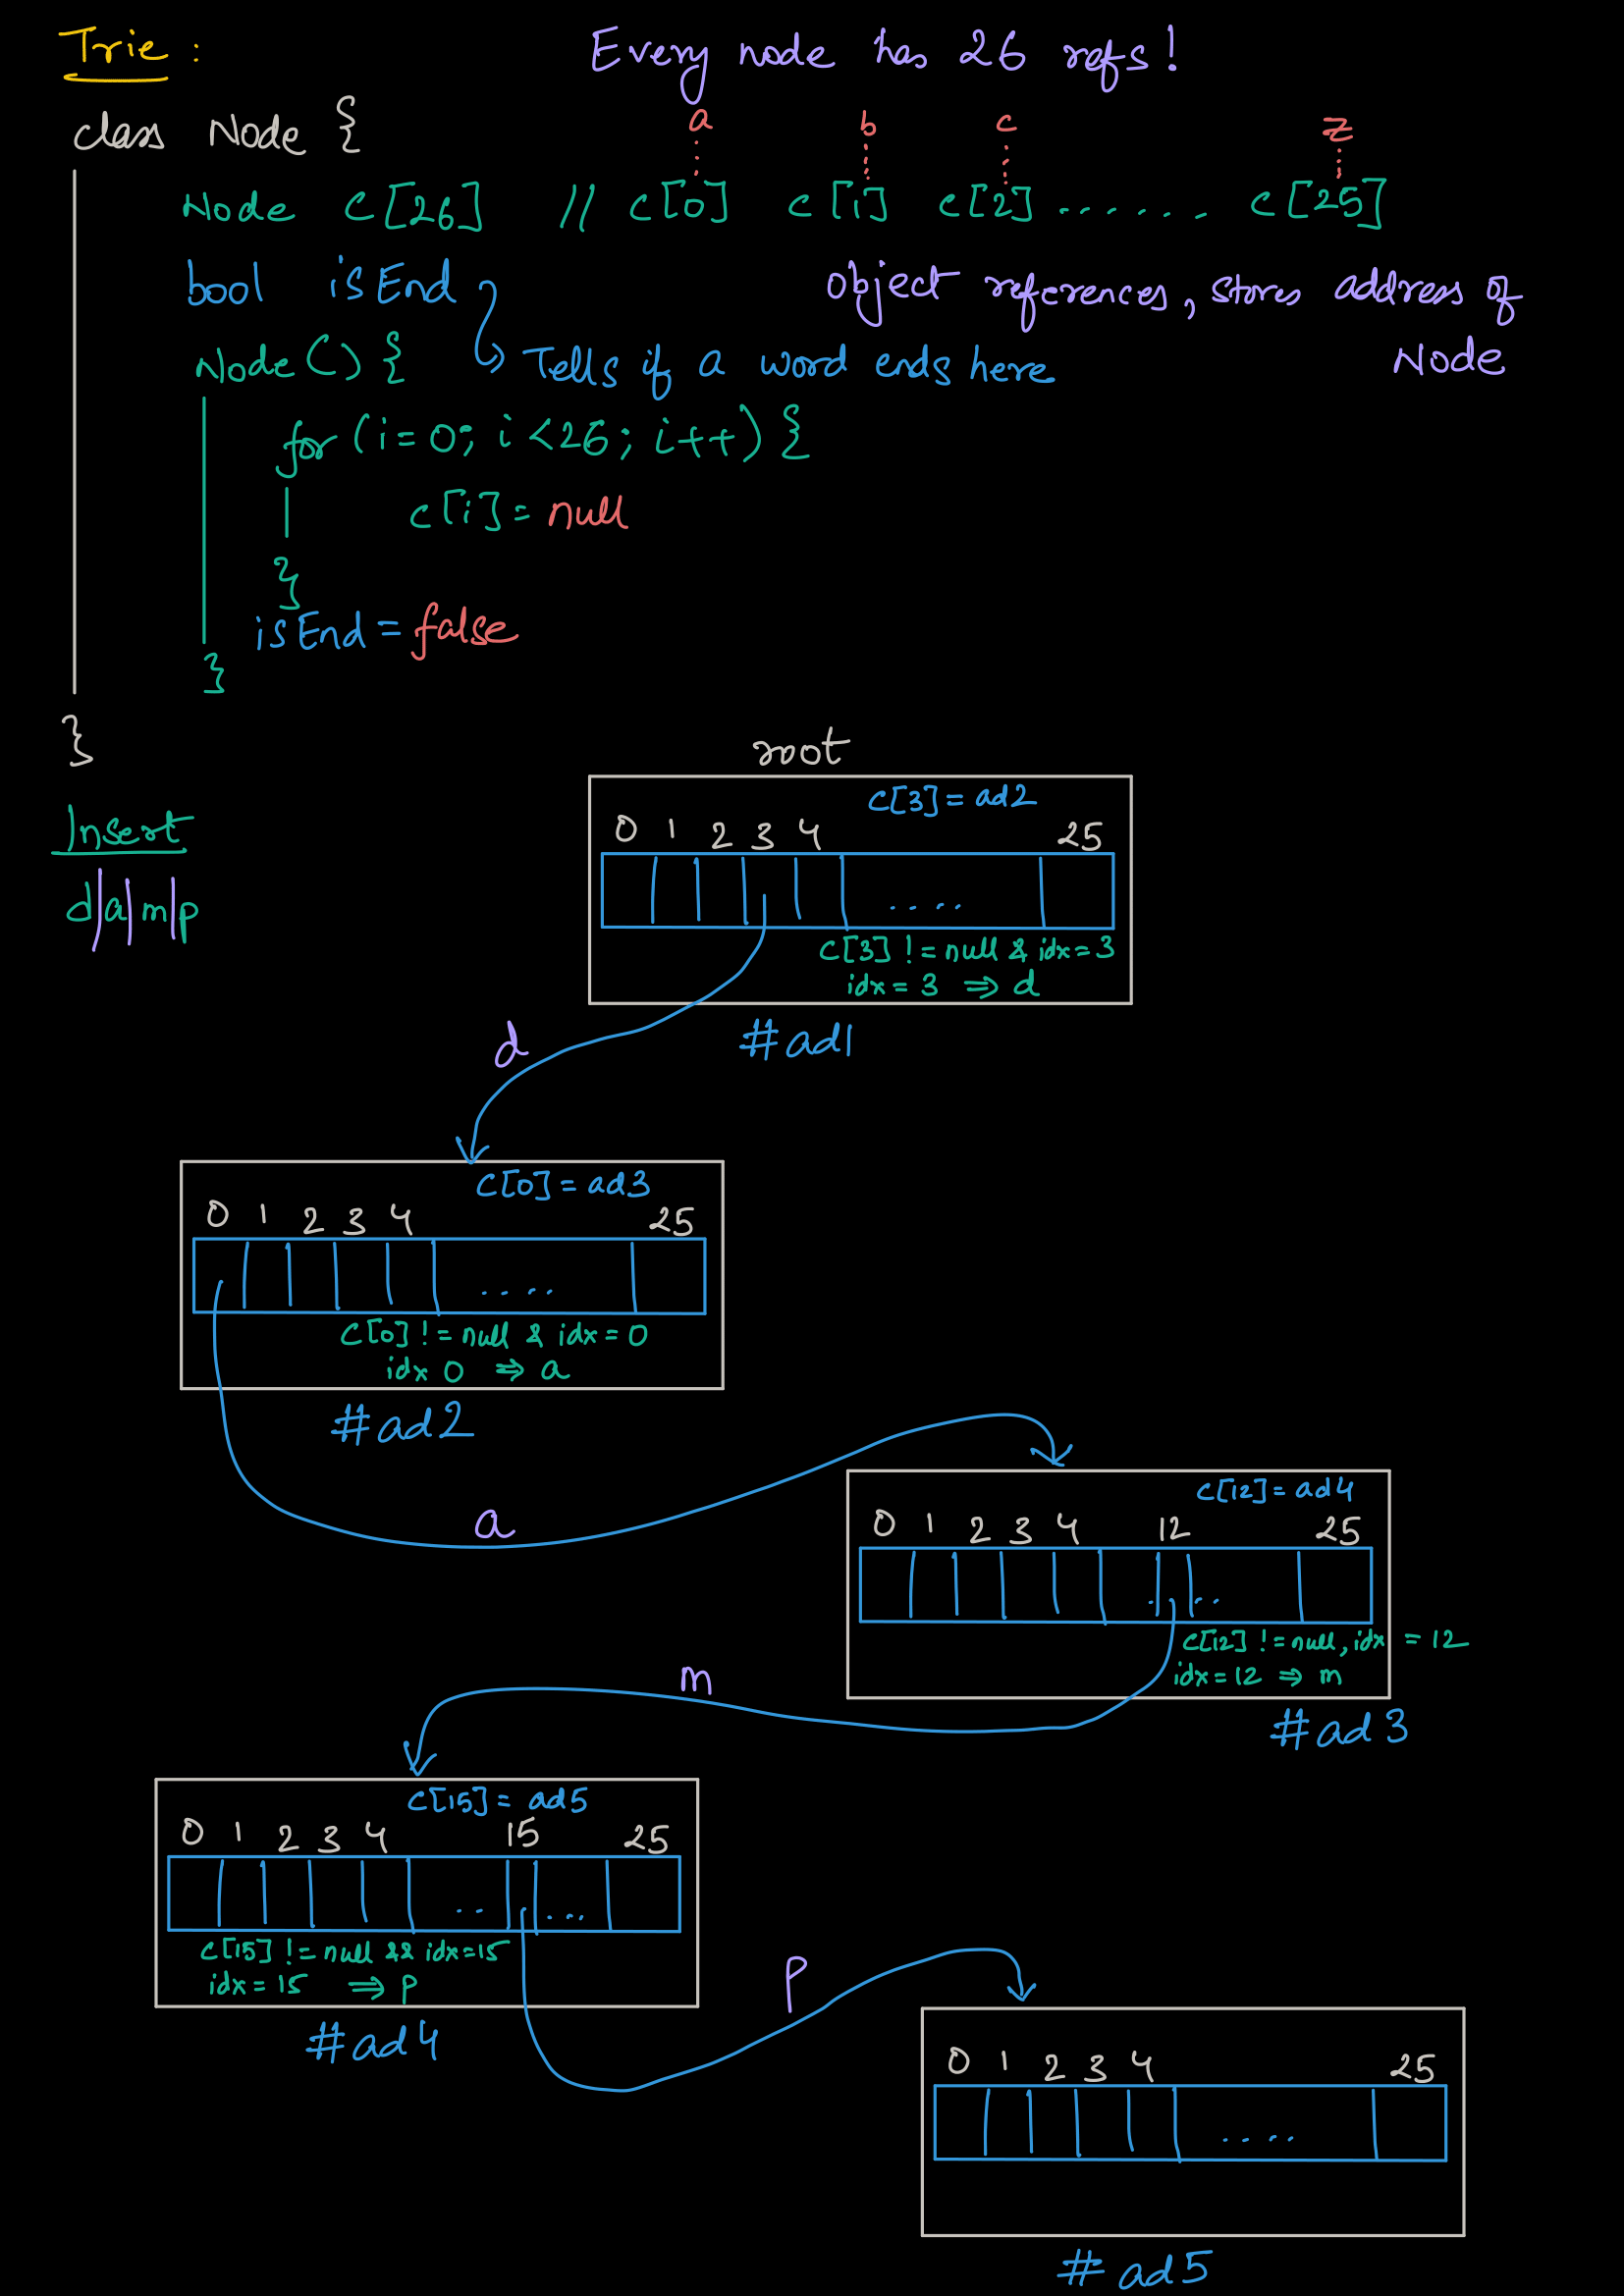 Trie :
Every node has 26 refs!
class Node {
a b c z
Node c[26] // c[0] c[1] c[2] ...... c[25]
bool isEnd
object references, stores address of Node
Node() {
Tells if a word ends here
for (i=0; i<26; i++) {
c[i] = null
}
isEnd = false
}
}
root
Insert
d|a|m|p
c[3] = ad2
0 1 2 3 4 25
....
c[3] != null & idx = 3
idx = 3 ⇒ d
#ad1
d
c[0] = ad3
0 1 2 3 4 25
....
c[0] != null & idx = 0
idx 0 ⇒ a
#ad2
a
c[12] = ad4
0 1 2 3 4 12 25
....
c[12] != null, idx = 12
idx = 12 ⇒ m
#ad3
m
c[15] = ad5
0 1 2 3 4 15 25
.. ...
c[15] != null && idx=15
idx = 15 ⇒ p
#ad4
p
0 1 2 3 4 25
....
#ad5